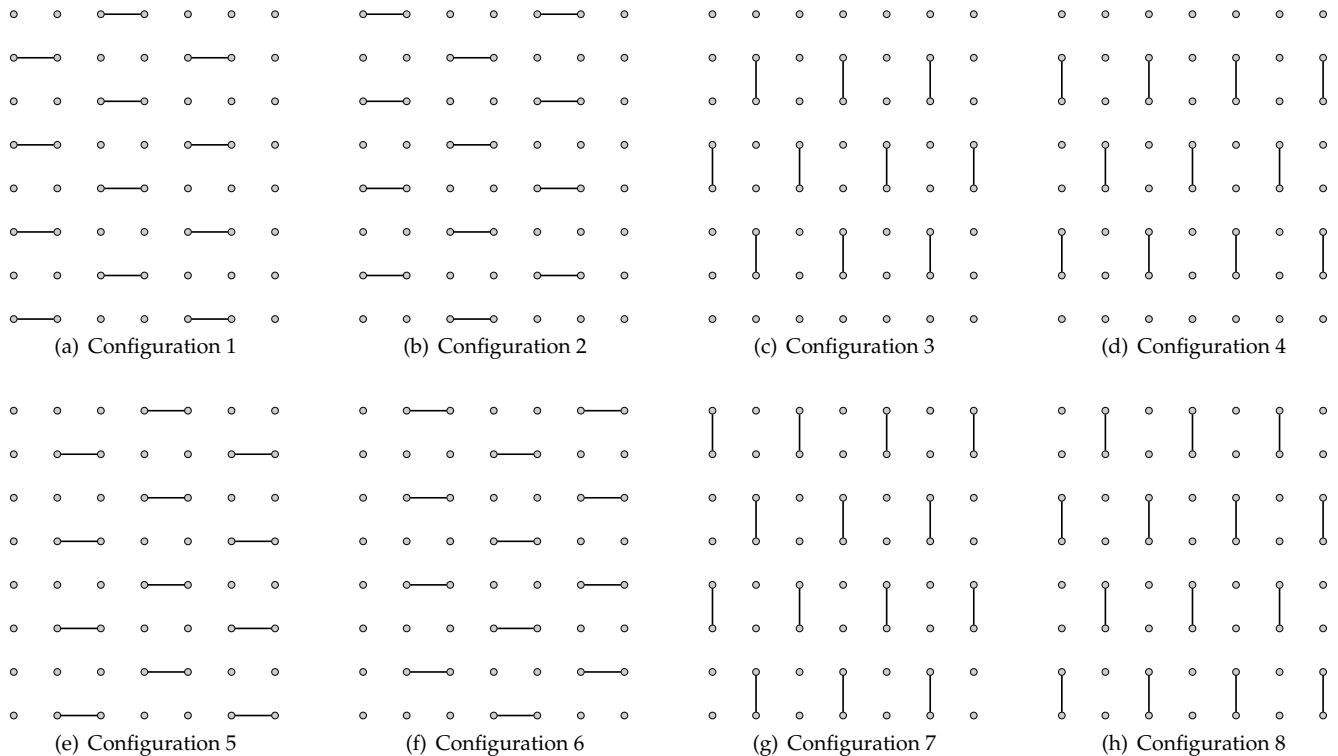 (a) Configuration 1
(b) Configuration 2
(c) Configuration 3
(d) Configuration 4
(e) Configuration 5
(f) Configuration 6
(g) Configuration 7
(h) Configuration 8